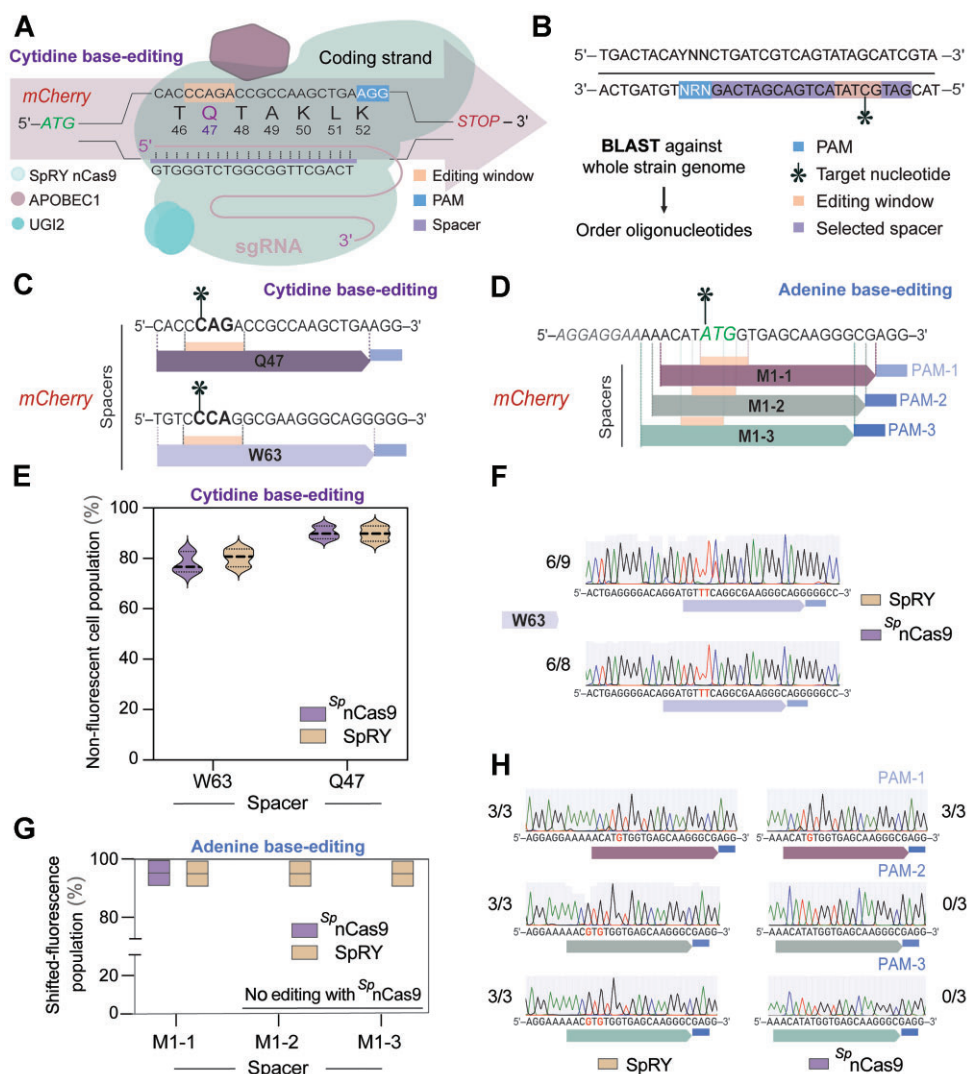 A
Cytidine base-editing
Coding strand
mCherry
CACCCCAGACCGCCAAGCTGAAGG
5'–ATG
T Q T A K L K
46 47 48 49 50 51 52
STOP – 3'
5'
GTGGGTCTGGCGGTTCGACT
SpRY nCas9
APOBEC1
UGI2
sgRNA
3'
Editing window
PAM
Spacer
B
5'–TGACTACAYNNCTGATCGTCAGTATAGCATCGTA –3'
3'–ACTGATGTNRNGACTAGCAGTCATATCGTAGCAT –5'
BLAST against
whole strain genome
Order oligonucleotides
PAM
Target nucleotide
Editing window
Selected spacer
C
Cytidine base-editing
5'–CACCCCAGACCGCCAAGCTGAAGG–3'
Q47
mCherry
Spacers
5'–TGTCCCAGGCGAAGGGCAGGGGG–3'
W63
D
Adenine base-editing
5'–AGGAGGAAAAACATATGGTGAGCAAGGGCGAGG–3'
M1-1
PAM-1
mCherry
Spacers
M1-2
PAM-2
M1-3
PAM-3
E
Cytidine base-editing
Non-fluorescent cell population (%)
100
80
60
40
20
0
SpnCas9
SpRY
W63
Q47
Spacer
F
6/9
5'–ACTGAGGGGACAGGATGTTTCAGGCGAAGGGCAGGGGGCC–3'
W63
SpRY
SpnCas9
6/8
5'–ACTGAGGGGACAGGATGTTTCAGGCGAAGGGCAGGGGGCC–3'
G
Adenine base-editing
Shifted-fluorescence
population (%)
100
80
20
0
SpnCas9
SpRY
No editing with SpnCas9
M1-1
M1-2
M1-3
Spacer
H
PAM-1
3/3
3/3
5'–AGGAGGAAAAACATGTGGTGAGCAAGGGCGAGG–3'
5'–AAACATGTGGTGAGCAAGGGCGAGG–3'
PAM-2
3/3
0/3
5'–AGGAAAAACGTGTGGTGAGCAAGGGCGAGG–3'
5'–AAACATATGGTGAGCAAGGGCGAGG–3'
PAM-3
3/3
0/3
5'–AGGAAAAACGTGTGGTGAGCAAGGGCGAGG–3'
5'–AAACATATGGTGAGCAAGGGCGAGG–3'
SpRY
SpnCas9